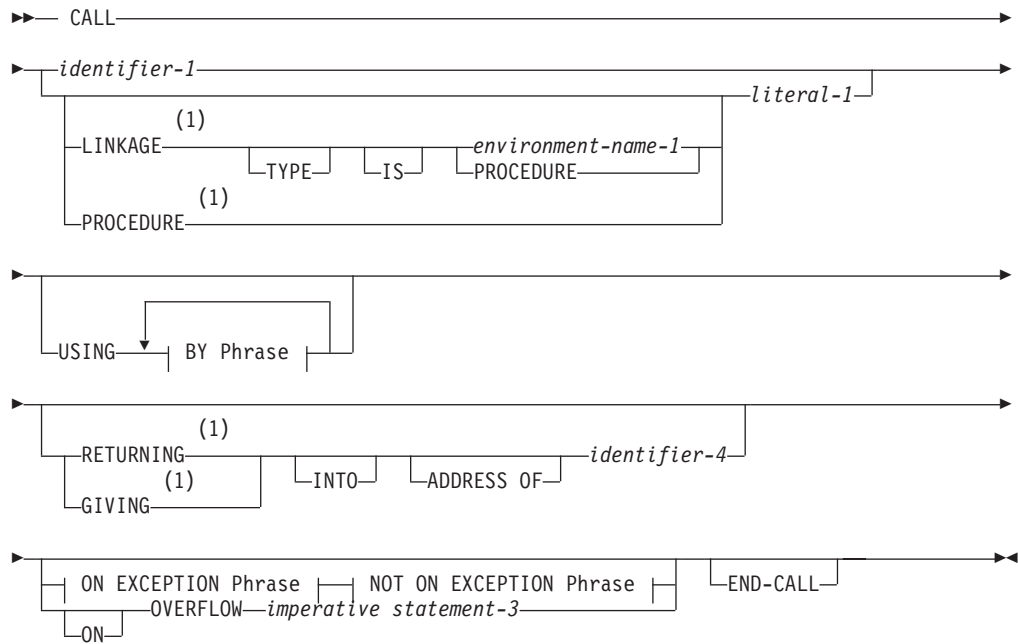 CALL
identifier-1
literal-1
(1)
LINKAGE environment-name-1
TYPE IS PROCEDURE
(1)
PROCEDURE
USING BY Phrase
(1)
RETURNING identifier-4
(1) INTO ADDRESS OF
GIVING
ON EXCEPTION Phrase NOT ON EXCEPTION Phrase END-CALL
OVERFLOW imperative statement-3
ON